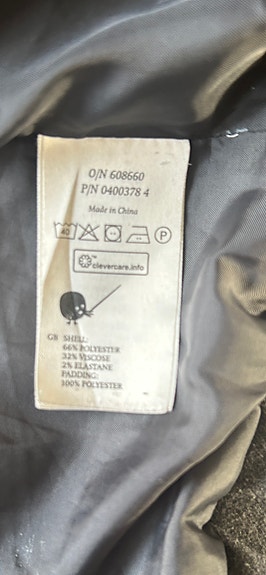 O/N 608660
P/N 0400378 4
Made in China
40 P
™
clevercare.info
GB SHELL:
66% POLYESTER
32% VISCOSE
2% ELASTANE
PADDING:
100% POLYESTER